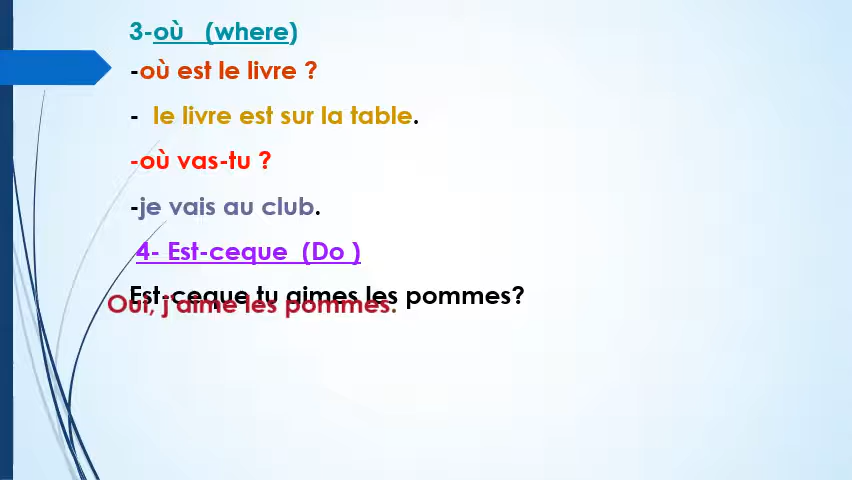 3-où (where)
-où est le livre ?
- le livre est sur la table.
-où vas-tu ?
-je vais au club.
4- Est-ceque (Do )
Est-ceque tu aimes les pommes?
Oui, j'aime les pommes.